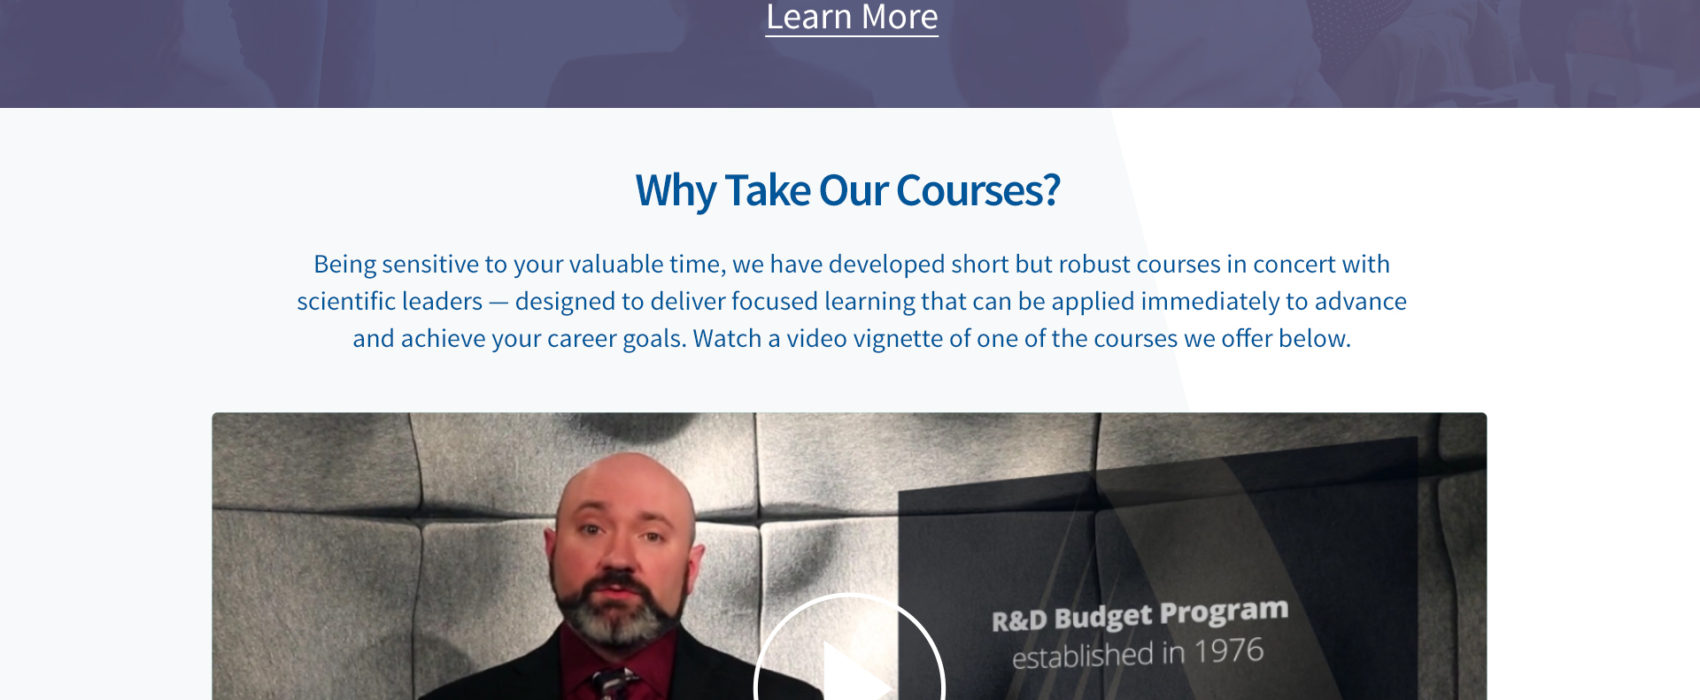 Learn More
Why Take Our Courses?
Being sensitive to your valuable time, we have developed short but robust courses in concert with
scientific leaders — designed to deliver focused learning that can be applied immediately to advance
and achieve your career goals. Watch a video vignette of one of the courses we offer below.
R&D Budget Program
established in 1976